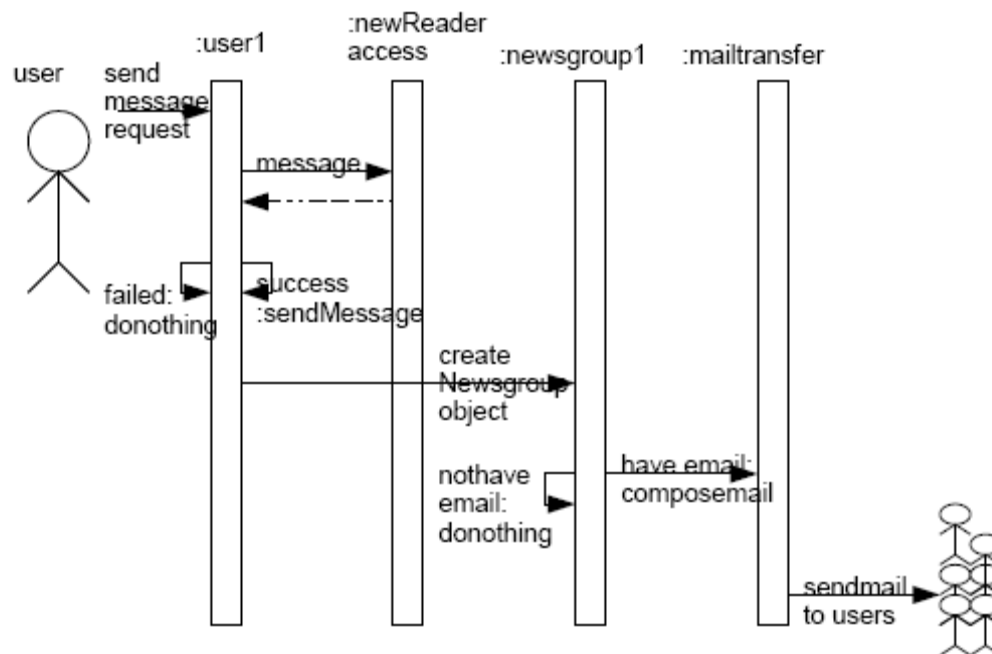 :newReader
access
:user1
:newsgroup1
:mailtransfer
user
send
message
request
message
failed:
donothing
success
:sendMessage
create
Newsgroup
object
nothave
email:
donothing
have email:
composemail
sendmail
to users